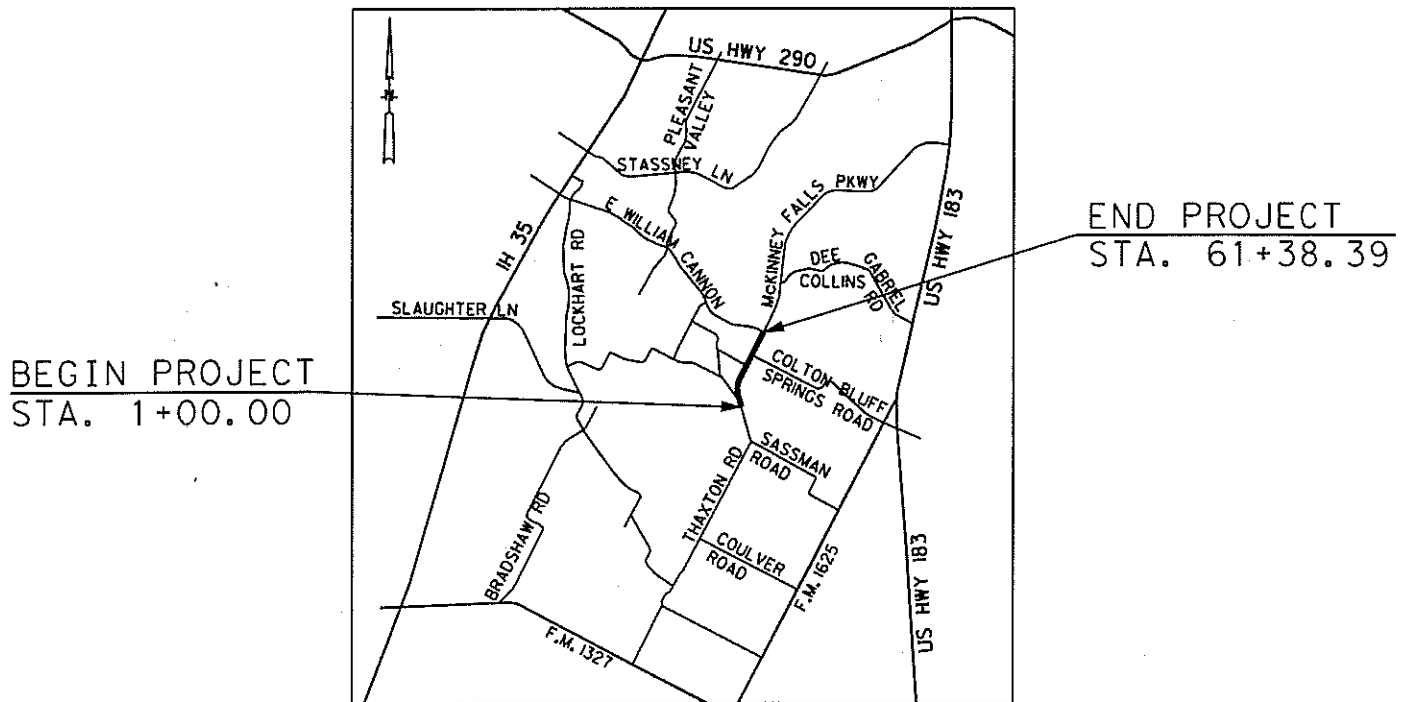 US HWY 290
PLEASANT
VALLEY
STASSNEY LN
McKINNEY FALLS PKWY
E WILLIAM CANNON
IH 35
LOCKHART RD
SLAUGHTER LN
DEE
COLLINS
GABRIEL
RD
US HWY 183
END PROJECT
STA. 61+38.39
BEGIN PROJECT
STA. 1+00.00
COLTON BLUFF
SPRINGS ROAD
SASSMAN
ROAD
THAXTON RD
BRADSHAW RD
COULVER
ROAD
F.M. 1625
US HWY 183
F.M. 1327